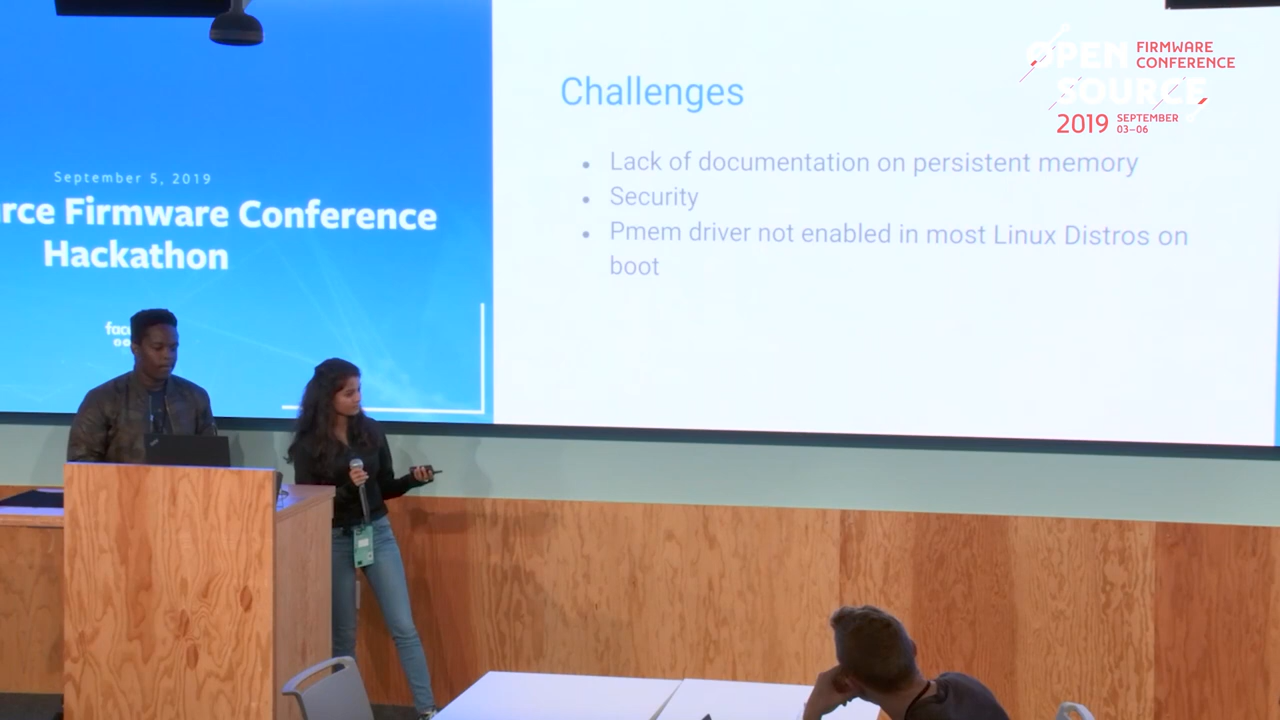 September 5, 2019
Firmware Conference
Hackathon
Challenges
• Lack of documentation on persistent memory
• Security
• Pmem driver not enabled in most Linux Distros on
boot
OPEN
SOURCE
FIRMWARE
CONFERENCE
2019
SEPTEMBER
03–06